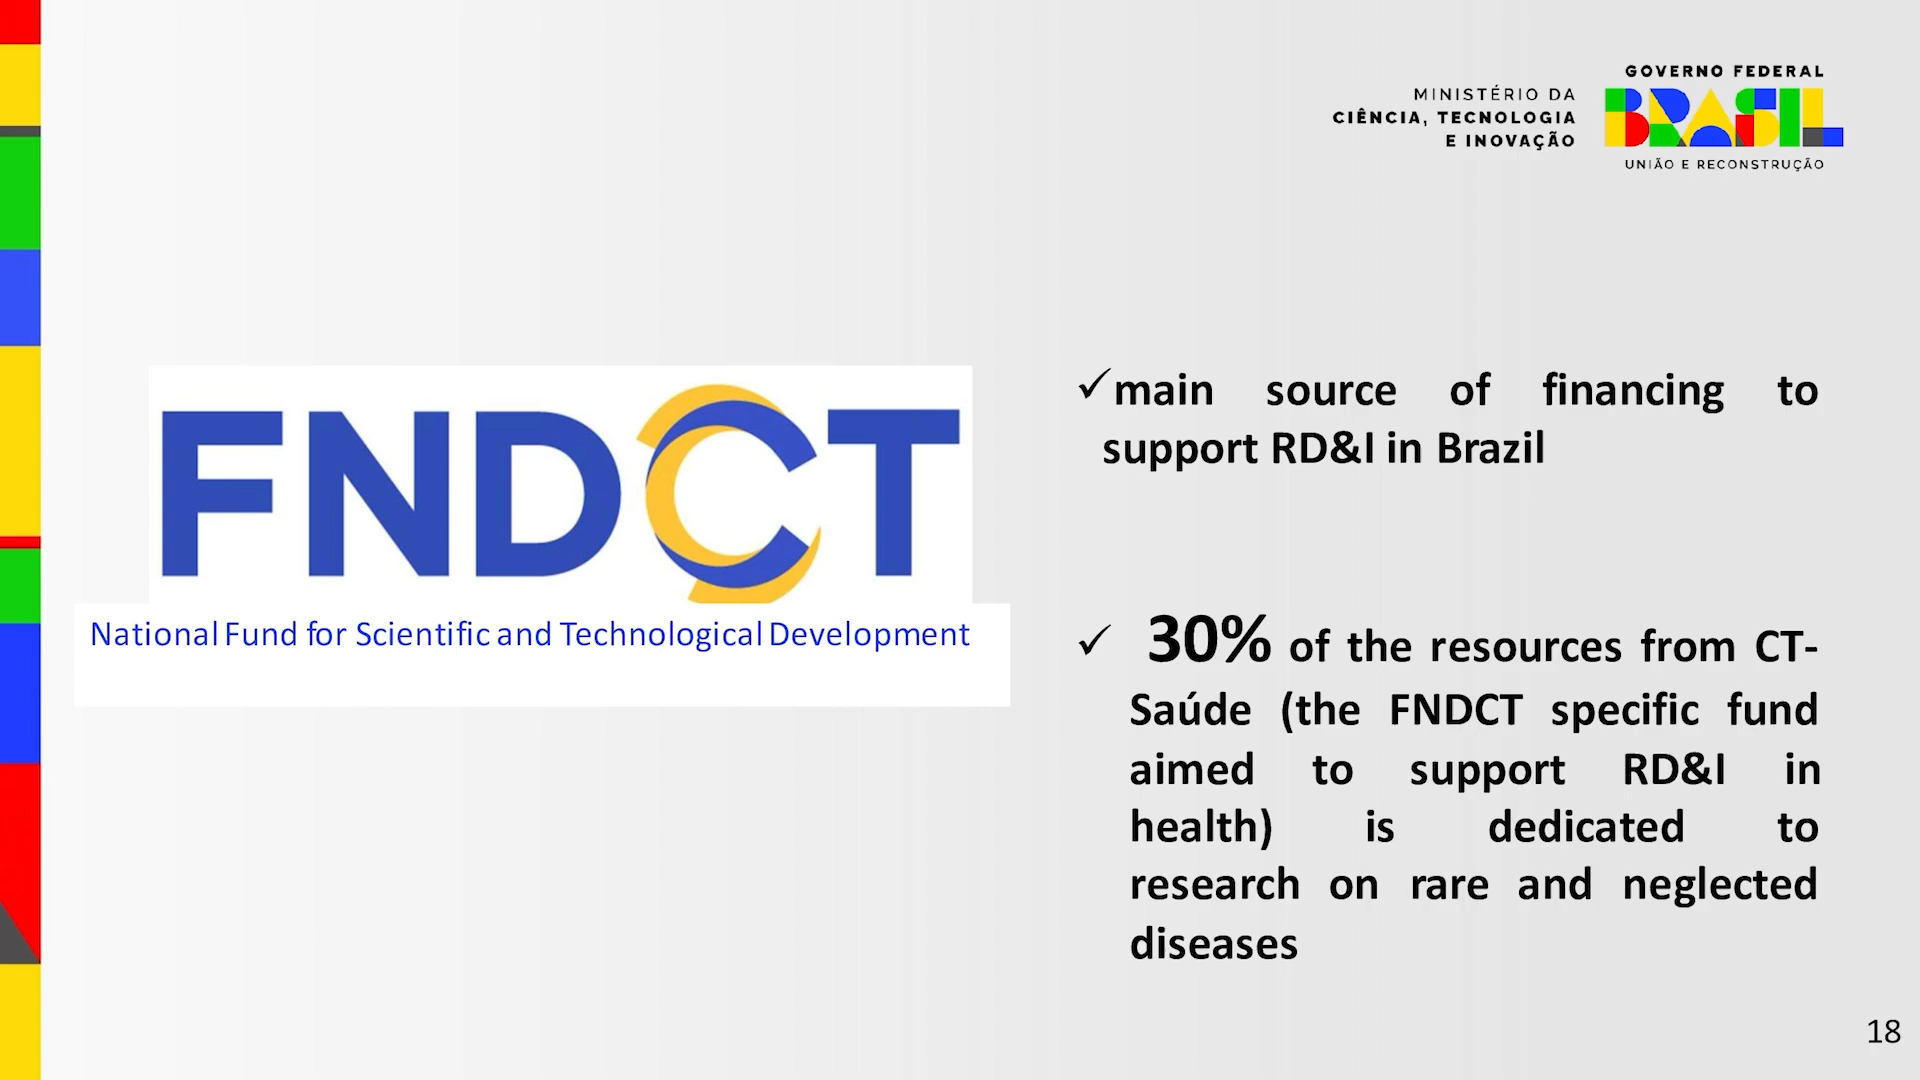 GOVERNO FEDERAL
MINISTÉRIO DA
CIÊNCIA, TECNOLOGIA
E INOVAÇÃO
BRASIL
UNIÃO E RECONSTRUÇÃO
FNDCT
National Fund for Scientific and Technological Development
✓main source of financing to
support RD&I in Brazil
✓ 30% of the resources from CT-
Saúde (the FNDCT specific fund
aimed to support RD&I in
health) is dedicated to
research on rare and neglected
diseases
18